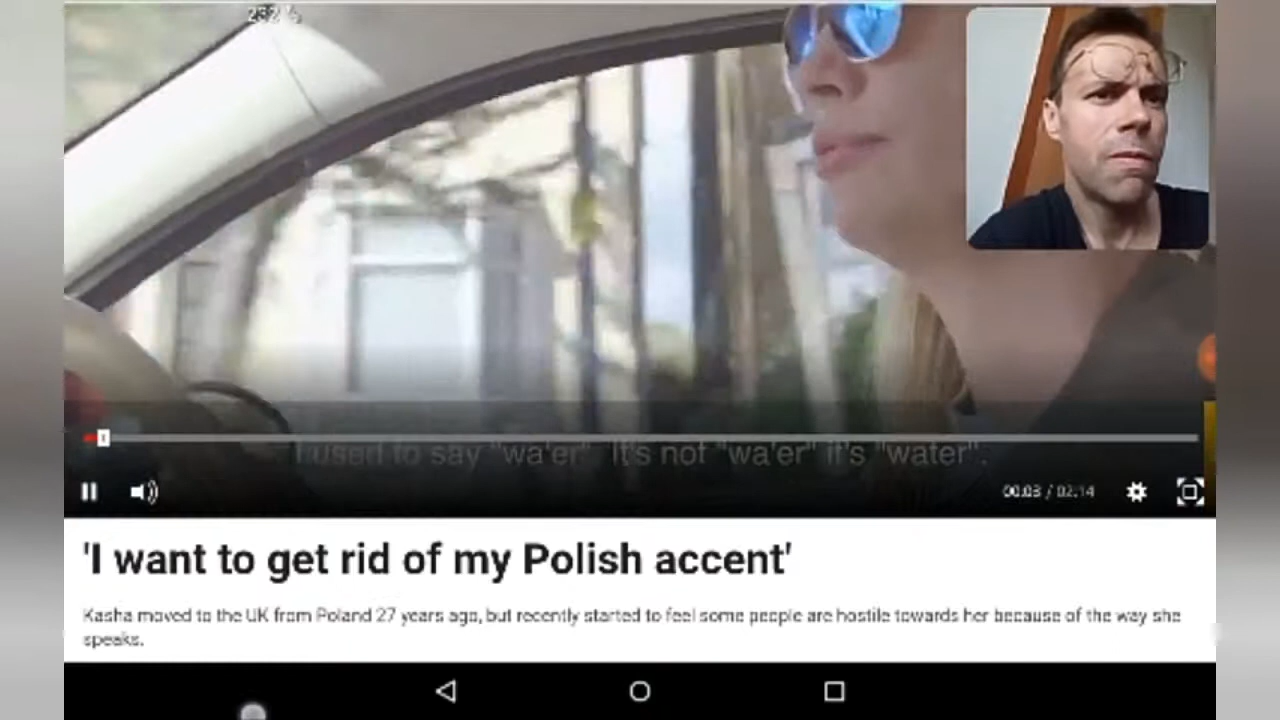 I used to say "wa'er". It's not "wa'er" it's "water".
00:03 / 02:14
'I want to get rid of my Polish accent'
Kasha moved to the UK from Poland 27 years ago, but recently started to feel some people are hostile towards her because of the way she
speaks.